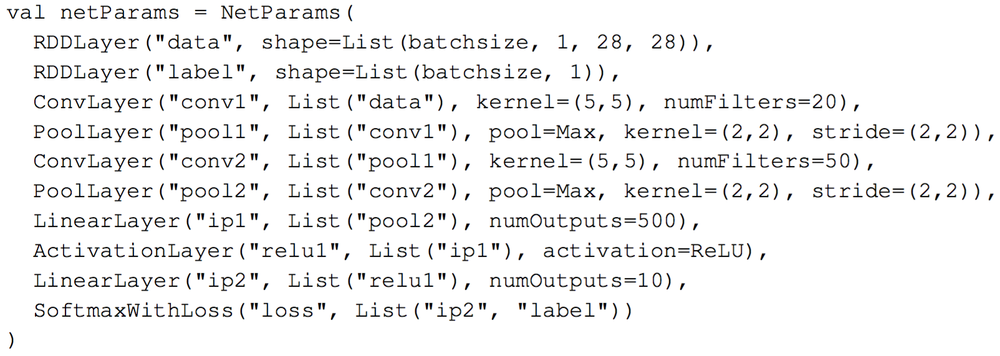 val netParams = NetParams(
  RDDLayer("data", shape=List(batchsize, 1, 28, 28)),
  RDDLayer("label", shape=List(batchsize, 1)),
  ConvLayer("conv1", List("data"), kernel=(5,5), numFilters=20),
  PoolLayer("pool1", List("conv1"), pool=Max, kernel=(2,2), stride=(2,2)),
  ConvLayer("conv2", List("pool1"), kernel=(5,5), numFilters=50),
  PoolLayer("pool2", List("conv2"), pool=Max, kernel=(2,2), stride=(2,2)),
  LinearLayer("ip1", List("pool2"), numOutputs=500),
  ActivationLayer("relu1", List("ip1"), activation=ReLU),
  LinearLayer("ip2", List("relu1"), numOutputs=10),
  SoftmaxWithLoss("loss", List("ip2", "label"))
)